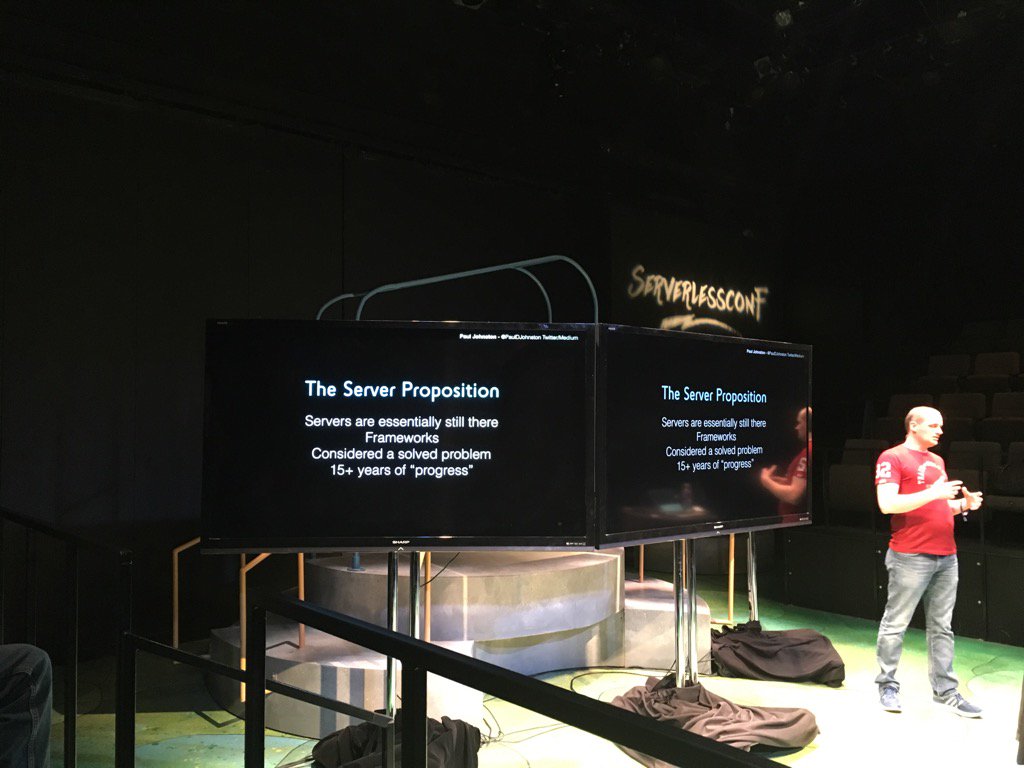 SERVERLESSCONF
Paul Johnston - @PaulDJohnston Twitter/Medium
The Server Proposition
Servers are essentially still there
Frameworks
Considered a solved problem
15+ years of "progress"
SHARP
Paul Johnston - @PaulDJohnston Twitter/Medium
The Server Proposition
Servers are essentially still there
Frameworks
Considered a solved problem
15+ years of "progress"
SHARP